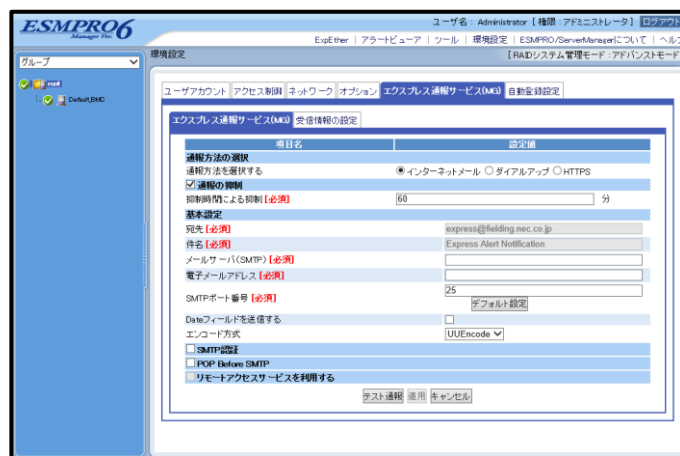 ESMPRO6
Manager Ver.
ユーザ名： Administrator [ 権限：アドミニストレータ ] ログアウト
ExpEther | アラートビューア | ツール | 環境設定 | ESMPRO/ServerManagerについて | ヘル
グループ
環境設定
[ RAIDシステム管理モード：アドバンストモード
root
Default_BMC
ユーザアカウント アクセス制御 ネットワーク オプション エクスプレス通報サービス(MG) 自動登録設定
エクスプレス通報サービス(MG) 受信情報の設定
項目名 設定値
通報方法の選択
通報方法を選択する インターネットメール ダイアルアップ HTTPS
通報の抑制
抑制時間による抑制 [必須] 60 分
基本設定
宛先 [必須] express@fielding.nec.co.jp
件名 [必須] Express Alert Notification
メールサーバ(SMTP) [必須]
電子メールアドレス [必須]
SMTPポート番号 [必須] 25
デフォルト設定
Dateフィールドを送信する
エンコード方式 UUEncode
SMTP認証
POP Before SMTP
リモートアクセスサービスを利用する
テスト通報 適用 キャンセル